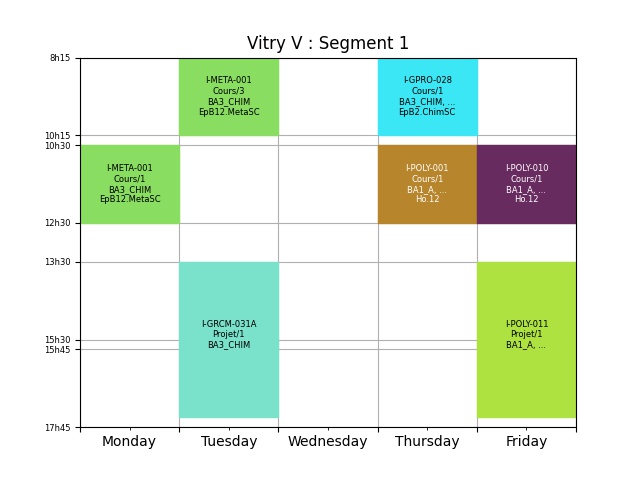 Vitry V : Segment 1
8h15
I-META-001
Cours/3
BA3_CHIM
EpB12.MetaSC
I-GPRO-028
Cours/1
BA3_CHIM, ...
EpB2.ChimSC
10h15
10h30
I-META-001
Cours/1
BA3_CHIM
EpB12.MetaSC
I-POLY-001
Cours/1
BA1_A, ...
Ho.12
I-POLY-010
Cours/1
BA1_A, ...
Ho.12
12h30
13h30
I-GRCM-031A
Projet/1
BA3_CHIM
I-POLY-011
Projet/1
BA1_A, ...
15h30
15h45
17h45
Monday
Tuesday
Wednesday
Thursday
Friday